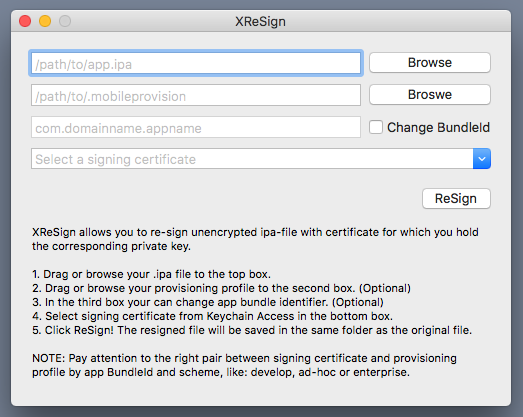 XReSign
/path/to/app.ipa
Browse
/path/to/.mobileprovision
Broswe
com.domainname.appname
Change BundleId
Select a signing certificate
ReSign
XReSign allows you to re-sign unencrypted ipa-file with certificate for which you hold
the corresponding private key.
1. Drag or browse your .ipa file to the top box.
2. Drag or browse your provisioning profile to the second box. (Optional)
3. In the third box your can change app bundle identifier. (Optional)
4. Select signing certificate from Keychain Access in the bottom box.
5. Click ReSign! The resigned file will be saved in the same folder as the original file.
NOTE: Pay attention to the right pair between signing certificate and provisioning
profile by app BundleId and scheme, like: develop, ad-hoc or enterprise.